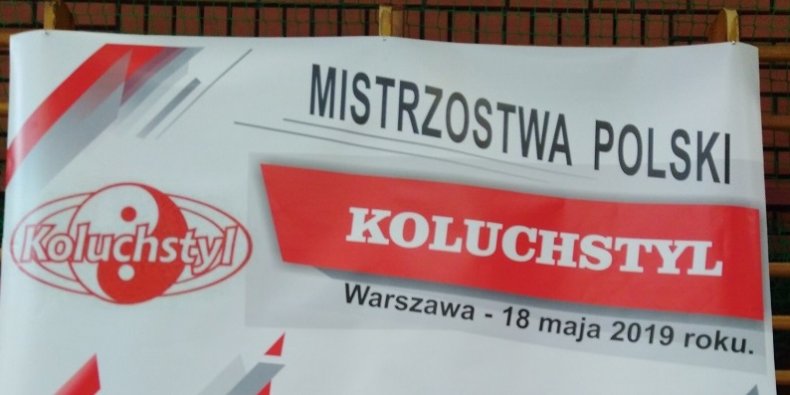 MISTRZOSTWA POLSKI
Koluchstyl
KOLUCHSTYL
Warszawa - 18 maja 2019 roku.